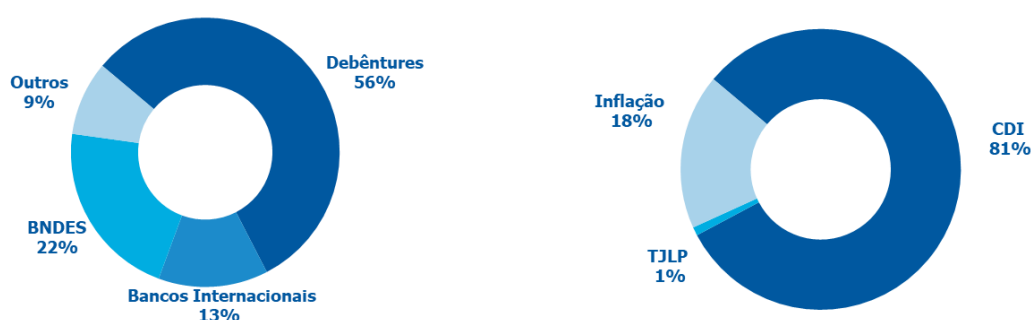 Debêntures
56%
Outros
9%
BNDES
22%
Bancos Internacionais
13%
Inflação
18%
CDI
81%
TJLP
1%